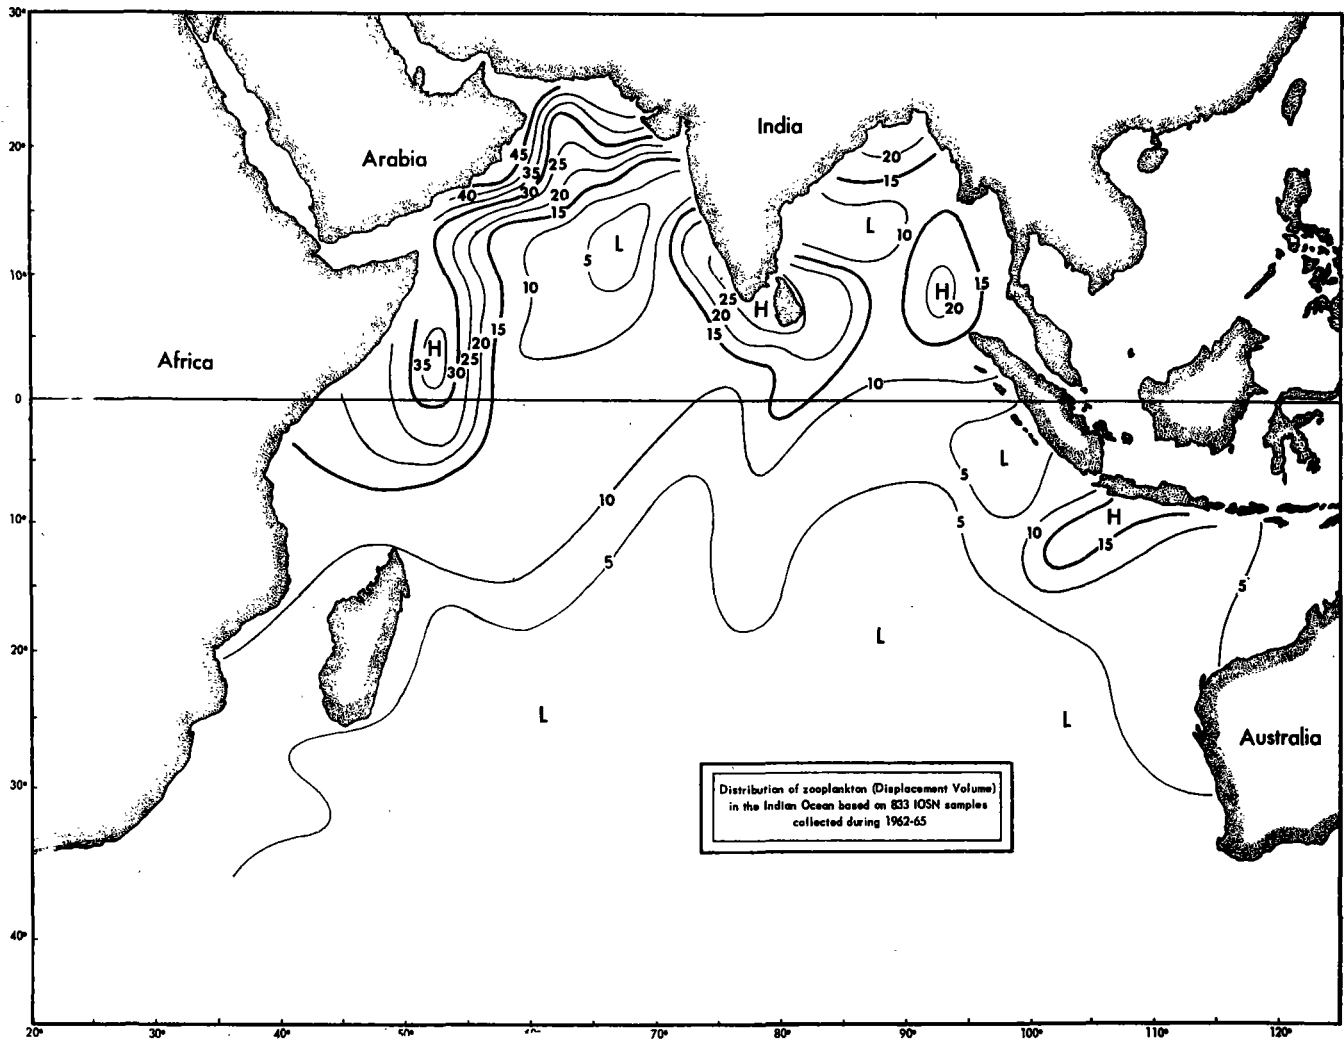 30°
India
20°
20
45
25
Arabia
35
15
40
30
20
15
L
L
10
10°
5
10
H
15
25
H
20
20
15
15
H
20
35
30
25
Africa
10
0
L
5
10
10°
5
H
10
15
5
5
L
20°
L
L
Australia
30°
Distribution of zooplankton (Displacement Volume)
in the Indian Ocean based on 833 IOSN samples
collected during 1962-65
40°
20° 30° 40° 50° 70° 80° 90° 100° 110° 120°